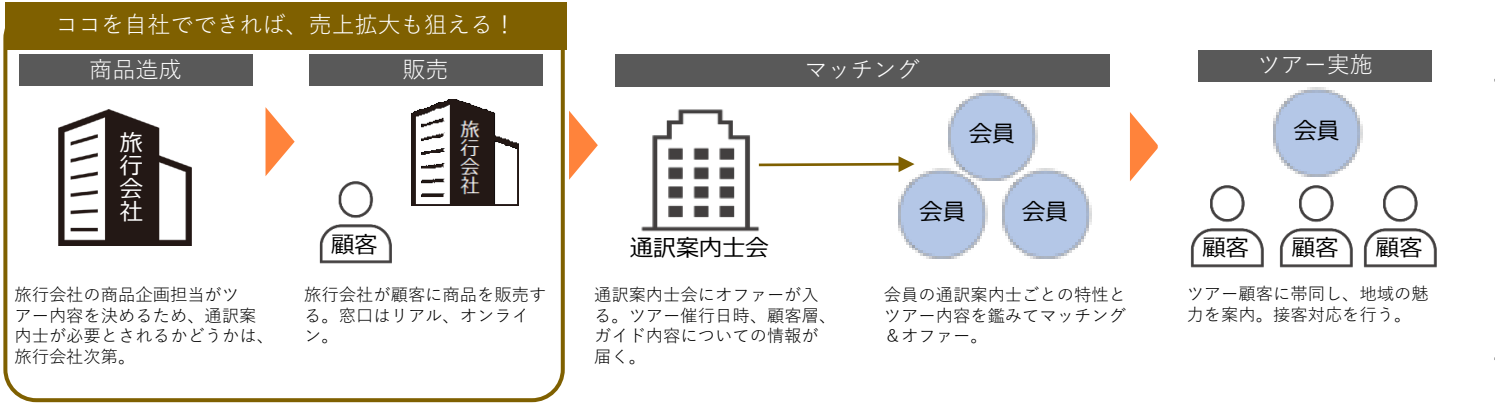 ココを自社でできれば、売上拡大も狙える！
商品造成
販売
マッチング
ツアー実施
旅行会社
旅行会社
顧客
通訳案内士会
会員
会員
会員
会員
顧客
顧客
顧客
旅行会社の商品企画担当がツ
アー内容を決めるため、通訳案
内士が必要とされるかどうかは、
旅行会社次第。
旅行会社が顧客に商品を販売す
る。窓口はリアル、オンライ
ン。
通訳案内士会にオファーが入
る。ツアー催行日時、顧客層、
ガイド内容についての情報が
届く。
会員の通訳案内士ごとの特性と
ツアー内容を鑑みてマッチング
＆オファー。
ツアー顧客に帯同し、地域の魅
力を案内。接客対応を行う。